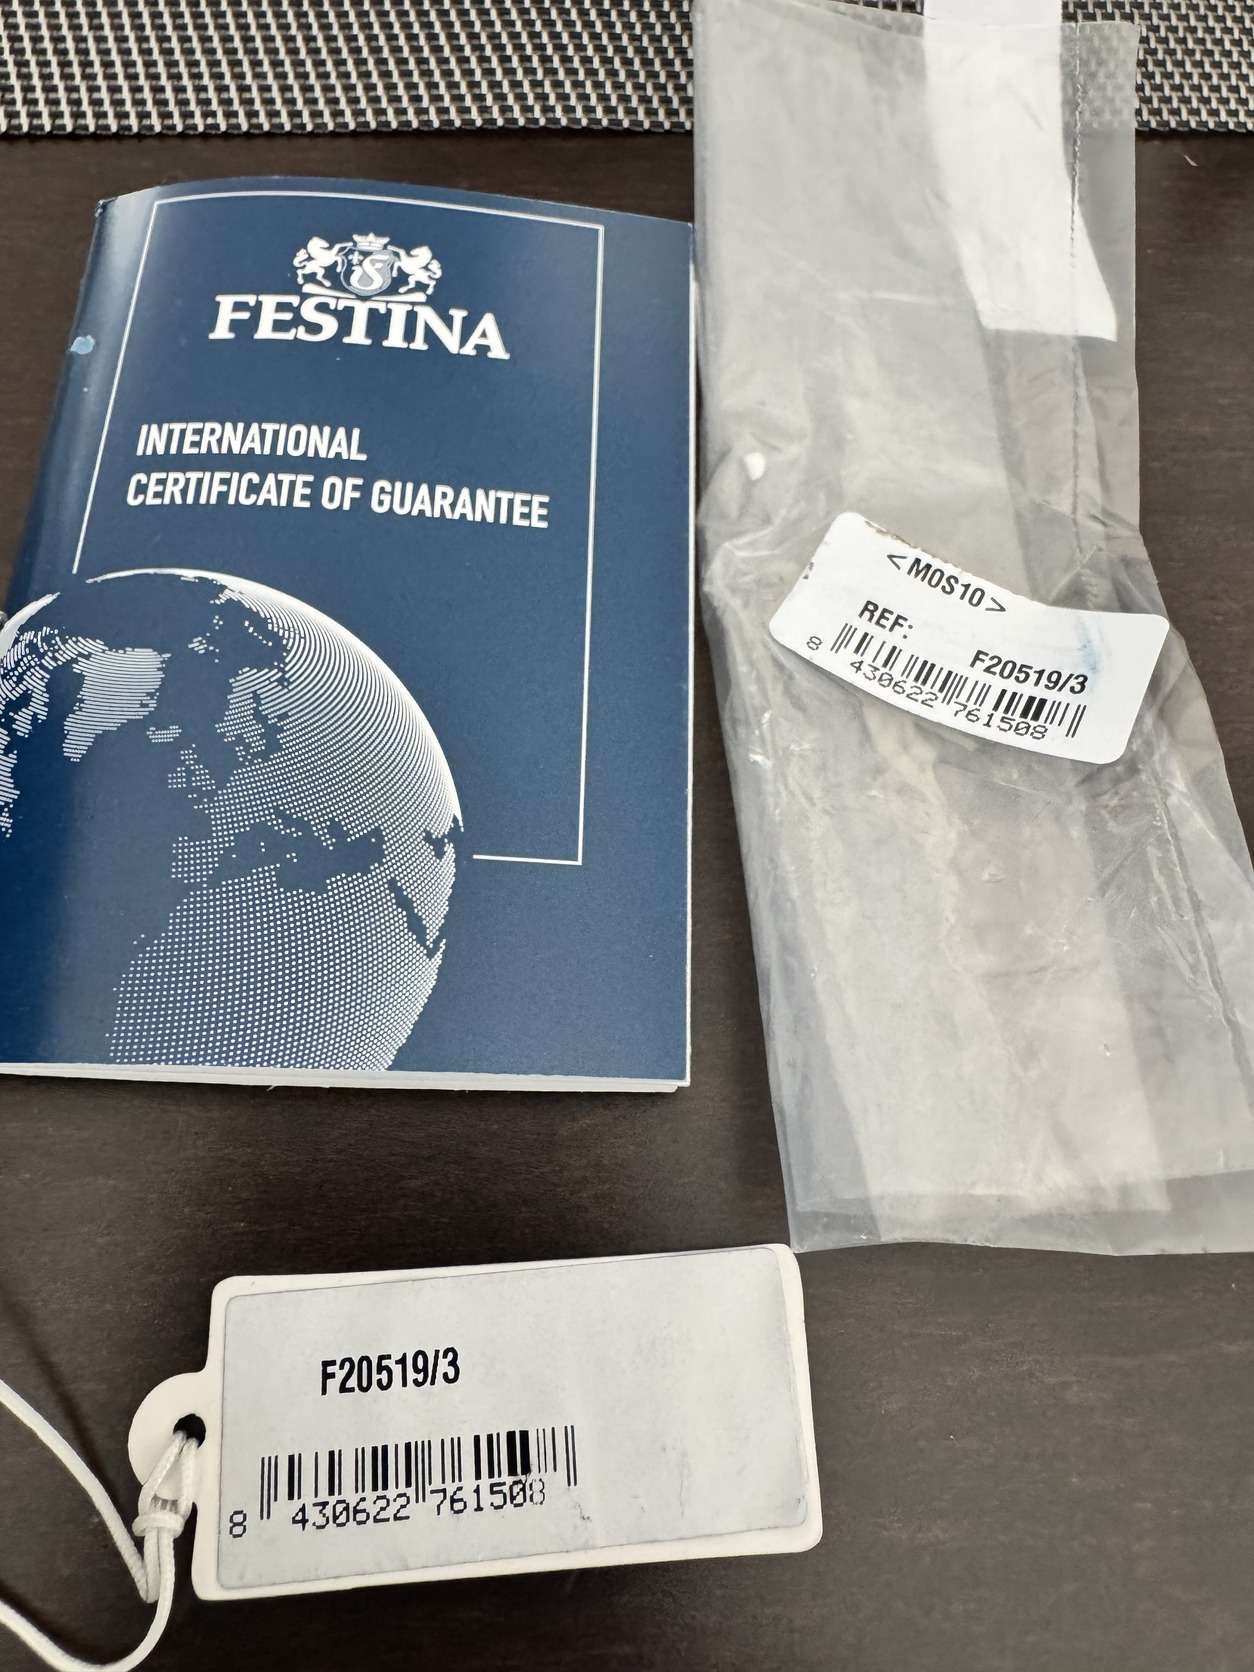 FESTINA
INTERNATIONAL
CERTIFICATE OF GUARANTEE
<M0S10>
REF:
F20519/3
8 430622 761508
F20519/3
8 430622 761508